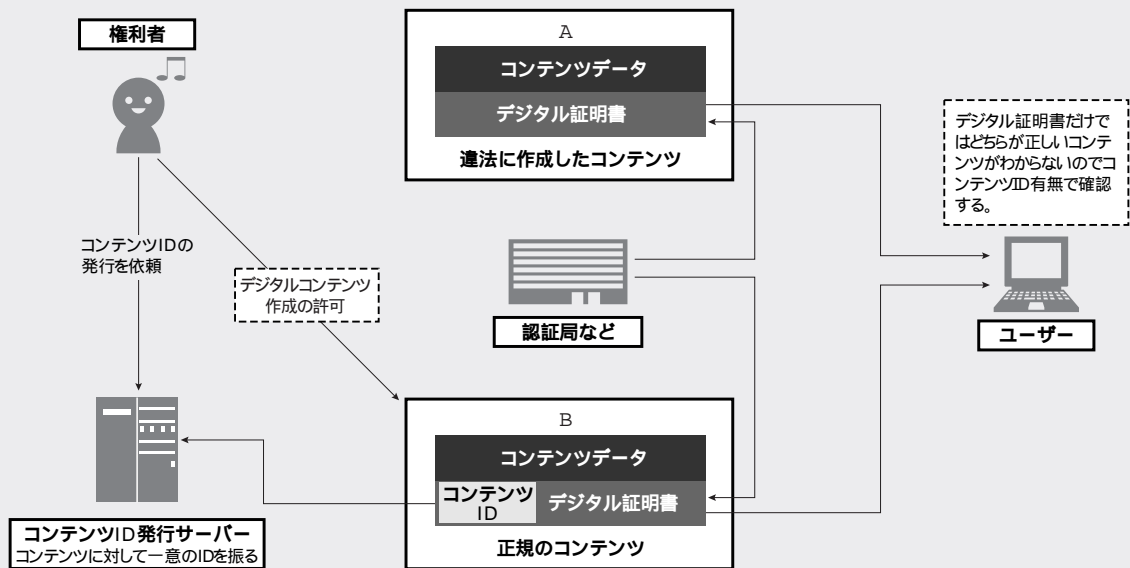 権利者
A
コンテンツデータ
デジタル証明書
違法に作成したコンテンツ
デジタル証明書だけで
はどちらが正しいコンテ
ンツがわからないのでコ
ンテンツID有無で確認
する。
コンテンツIDの
発行を依頼
デジタルコンテンツ
作成の許可
認証局など
ユーザー
B
コンテンツデータ
コンテンツ
ID
デジタル証明書
正規のコンテンツ
コンテンツID発行サーバー
コンテンツに対して一意のIDを振る